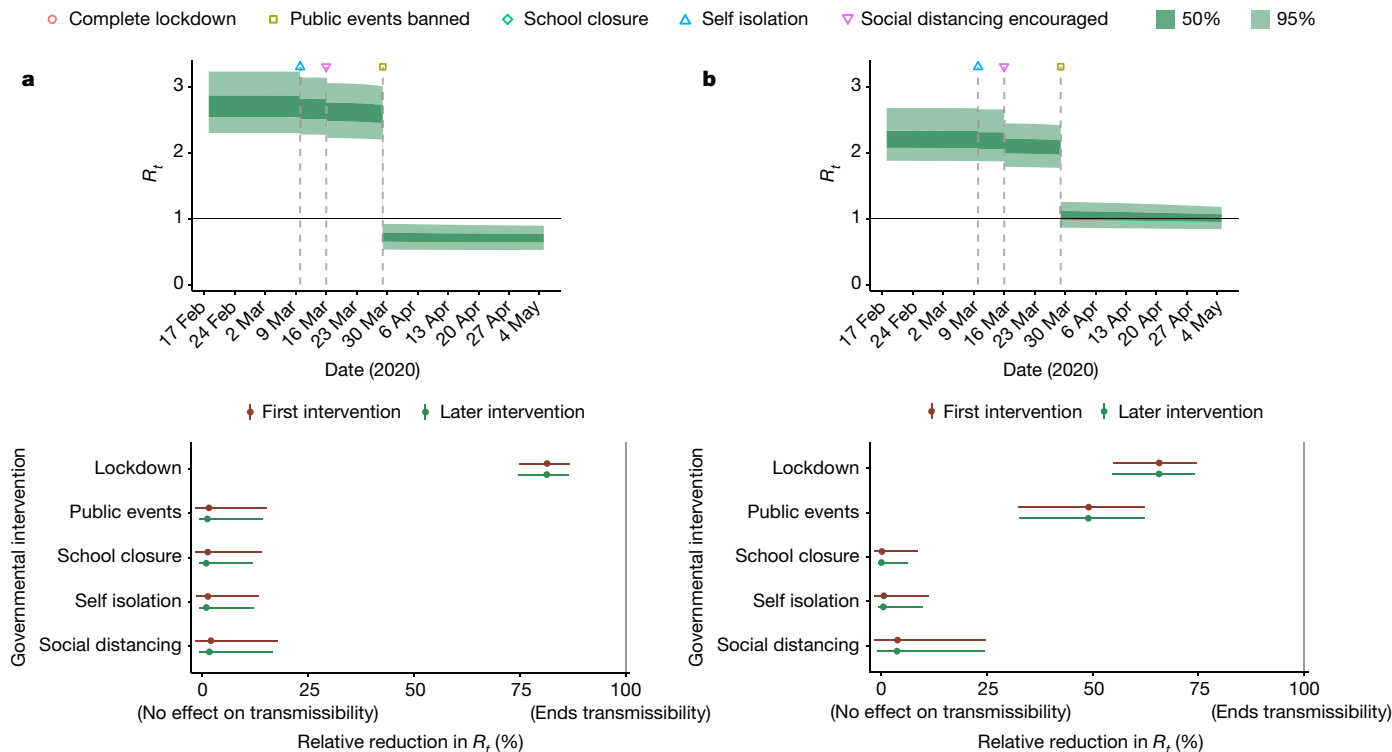 Complete lockdown Public events banned School closure Self isolation Social distancing encouraged 50% 95%
a
3
2
1
0
R_t
17 Feb 24 Feb 2 Mar 9 Mar 16 Mar 23 Mar 30 Mar 6 Apr 13 Apr 20 Apr 27 Apr 4 May
Date (2020)
b
3
2
1
0
R_t
17 Feb 24 Feb 2 Mar 9 Mar 16 Mar 23 Mar 30 Mar 6 Apr 13 Apr 20 Apr 27 Apr 4 May
Date (2020)
First intervention Later intervention
Governmental intervention
Lockdown
Public events
School closure
Self isolation
Social distancing
0 25 50 75 100
(No effect on transmissibility) (Ends transmissibility)
Relative reduction in R_t (%)
First intervention Later intervention
Governmental intervention
Lockdown
Public events
School closure
Self isolation
Social distancing
0 25 50 75 100
(No effect on transmissibility) (Ends transmissibility)
Relative reduction in R_t (%)